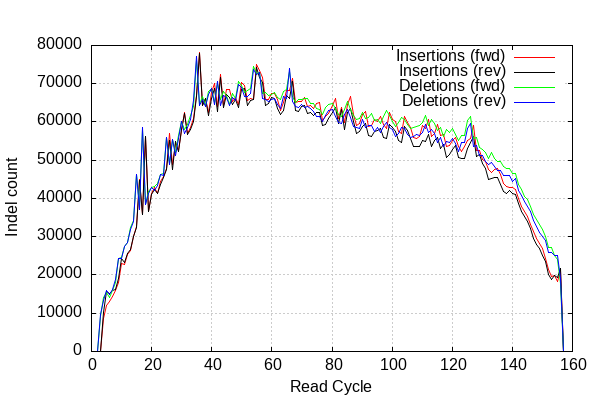 80000
70000
60000
50000
40000
30000
20000
10000
0
Indel count
Insertions (fwd)
Insertions (rev)
Deletions (fwd)
Deletions (rev)
0 20 40 60 80 100 120 140 160
Read Cycle